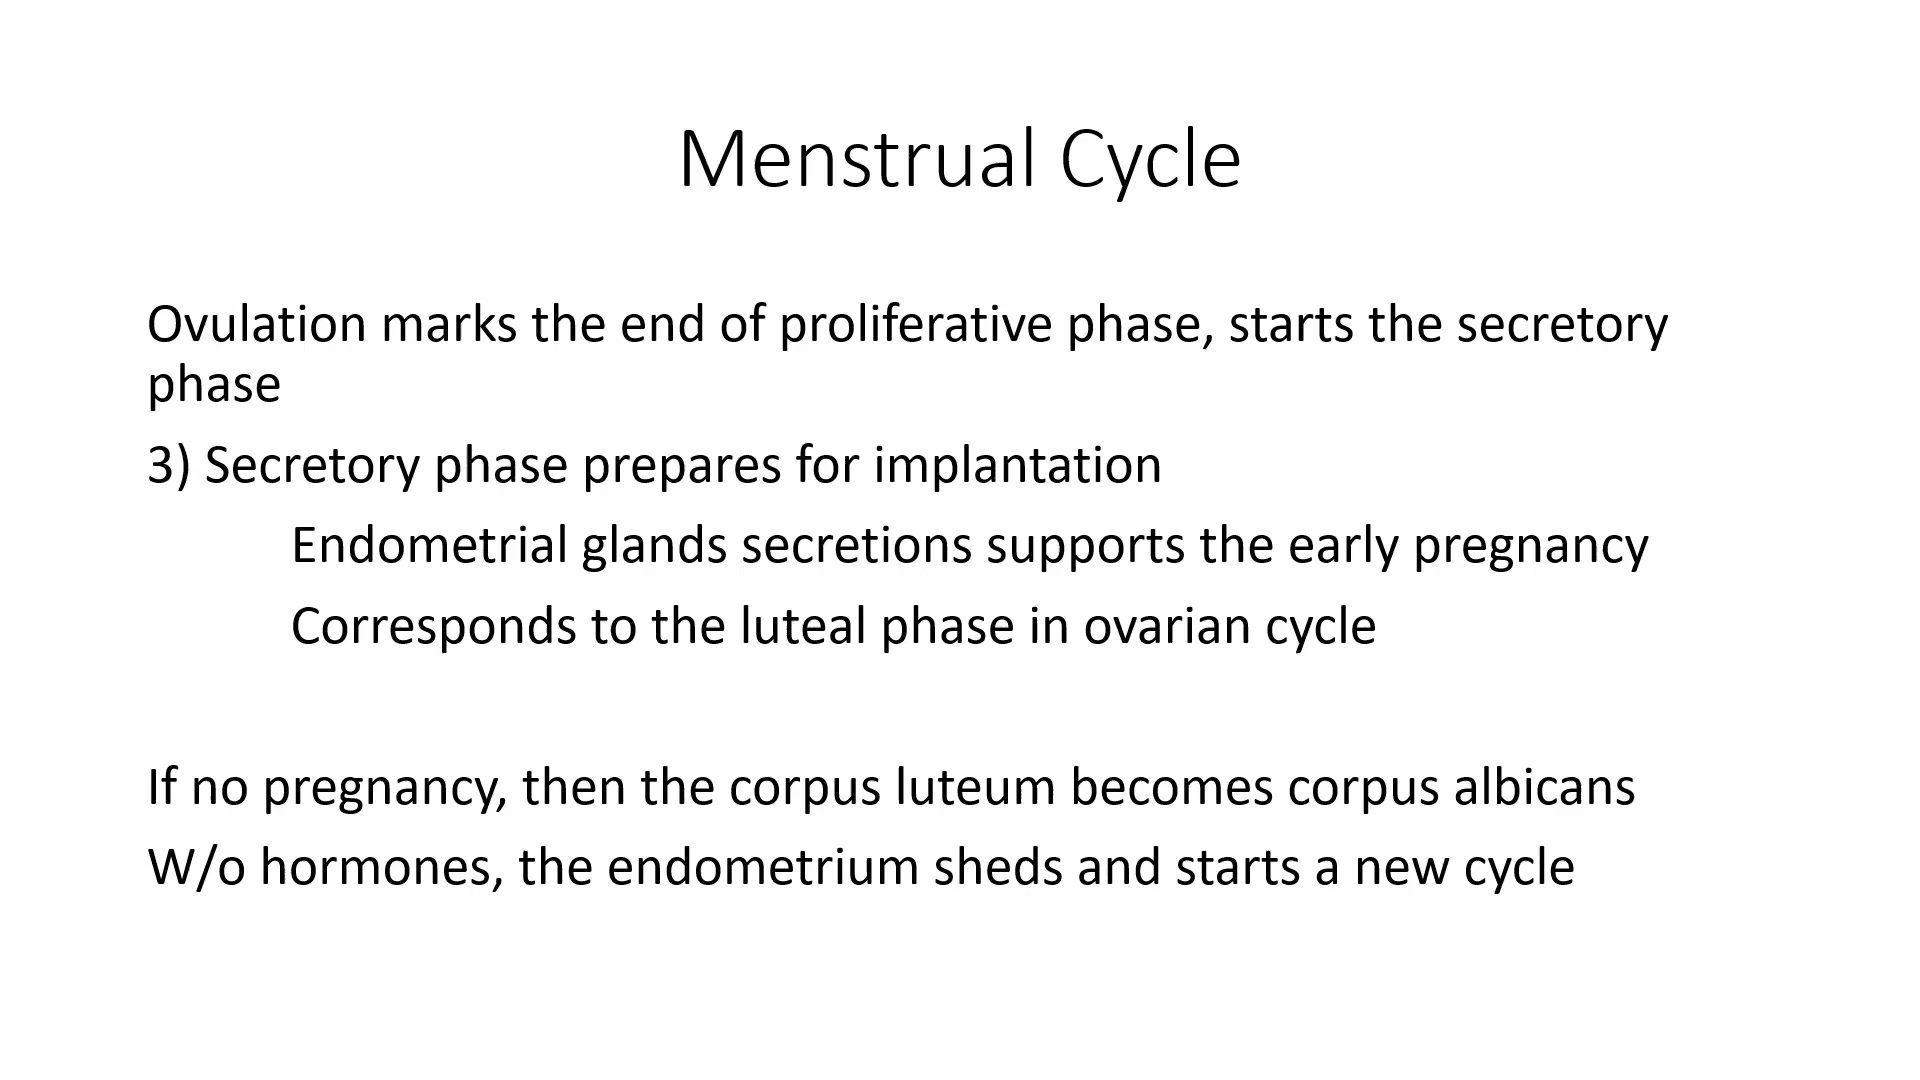 Menstrual Cycle
Ovulation marks the end of proliferative phase, starts the secretory
phase
3) Secretory phase prepares for implantation
Endometrial glands secretions supports the early pregnancy
Corresponds to the luteal phase in ovarian cycle
If no pregnancy, then the corpus luteum becomes corpus albicans
W/o hormones, the endometrium sheds and starts a new cycle